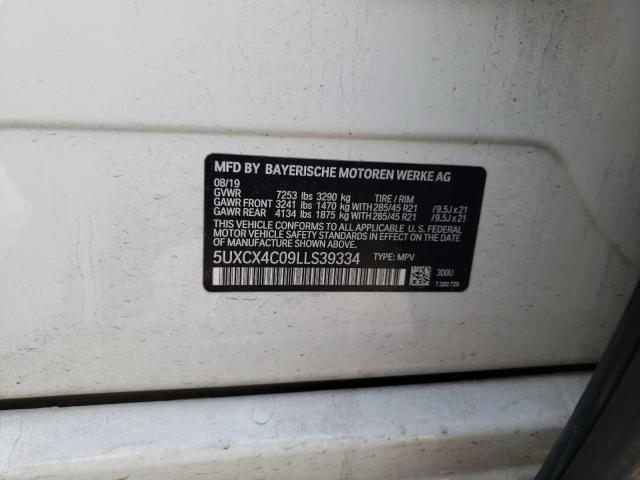 MFD BY BAYERISCHE MOTOREN WERKE AG
08/19
GVWR 7253 lbs 3290 kg TIRE / RIM
GAWR FRONT 3241 lbs 1470 kg WITH 285/45 R21 /9.5J x 21
GAWR REAR 4134 lbs 1875 kg WITH 285/45 R21 /9.5J x 21
THIS VEHICLE CONFORMS TO ALL APPLICABLE U. S. FEDERAL
MOTOR VEHICLE SAFETY STANDARDS IN EFFECT ON THE DATE OF
MANUFACTURE SHOWN ABOVE.
5UXCX4C09LLS39334 TYPE: MPV
300U
7 320 720